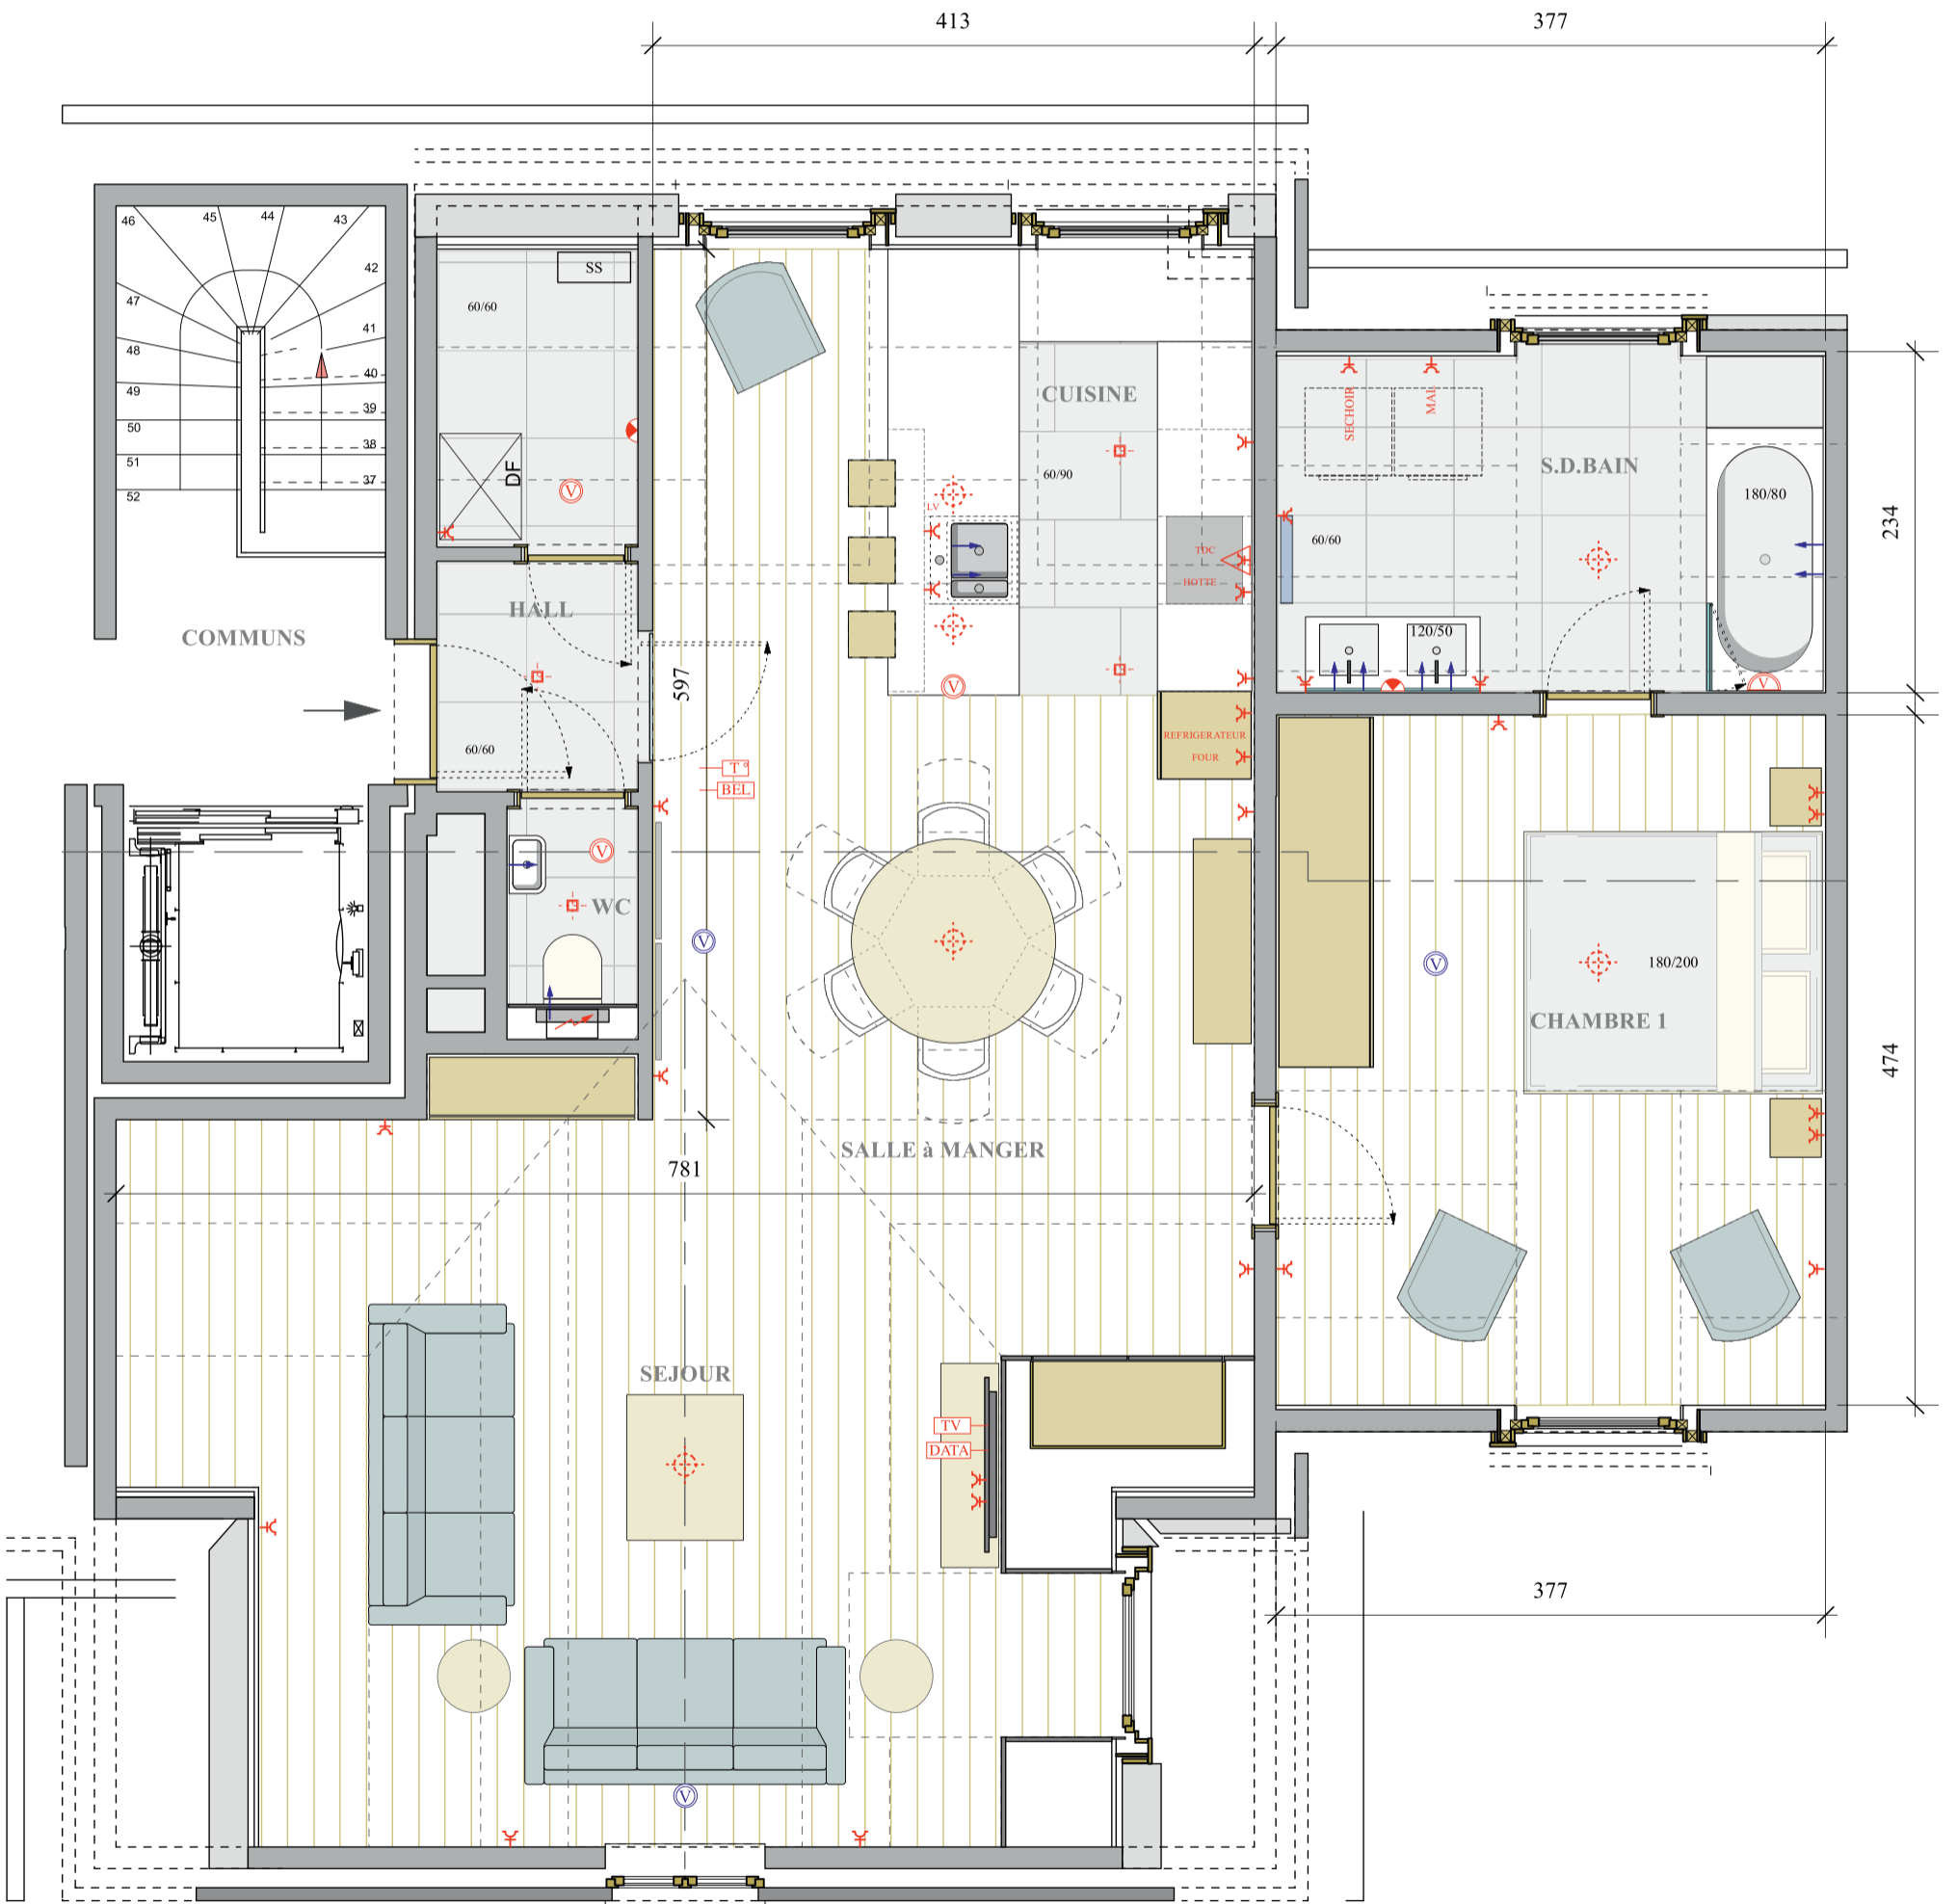 413
377
46
45
44
43
42
47
41
48
40
49
39
50
38
51
37
52
SS
60/60
DF
CUISINE
60/90
LV
TOC
HOTTE
SECHOIR
MAL
S.D.BAIN
180/80
60/60
120/50
234
HALL
COMMUNS
597
60/60
T°
BEL
REFRIGERATEUR
FOUR
V
V
V
V
WC
V
V
180/200
CHAMBRE 1
474
SALLE à MANGER
781
SEJOUR
TV
DATA
377
V